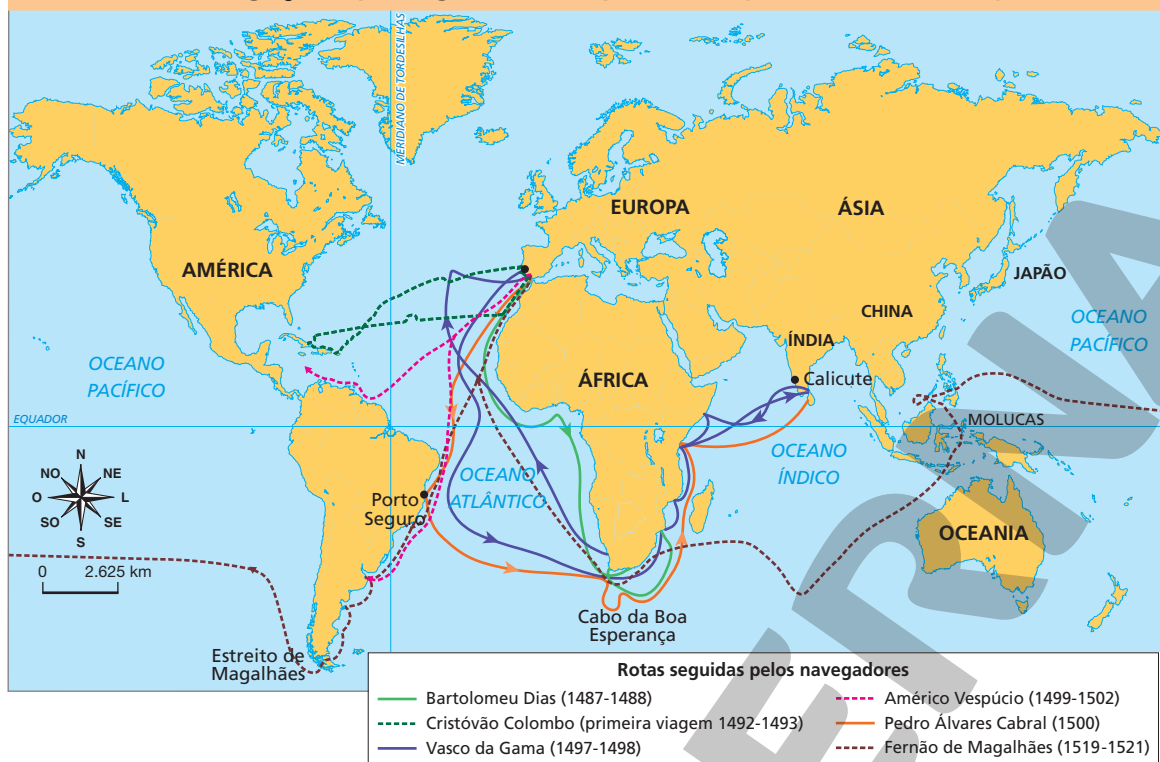 MERIDIANO DE TORDESILHAS
EUROPA
ÁSIA
AMÉRICA
JAPÃO
CHINA
OCEANO
PACÍFICO
ÍNDIA
OCEANO
PACÍFICO
ÁFRICA
Calicute
EQUADOR
MOLUCAS
N
NO NE
O L
SO SE
S
Porto
Seguro
OCEANO
ATLÂNTICO
OCEANO
ÍNDICO
OCEANIA
0 2.625 km
Cabo da Boa
Esperança
Estreito de
Magalhães
Rotas seguidas pelos navegadores
Bartolomeu Dias (1487-1488)
Cristóvão Colombo (primeira viagem 1492-1493)
Vasco da Gama (1497-1498)
Américo Vespúcio (1499-1502)
Pedro Álvares Cabral (1500)
Fernão de Magalhães (1519-1521)